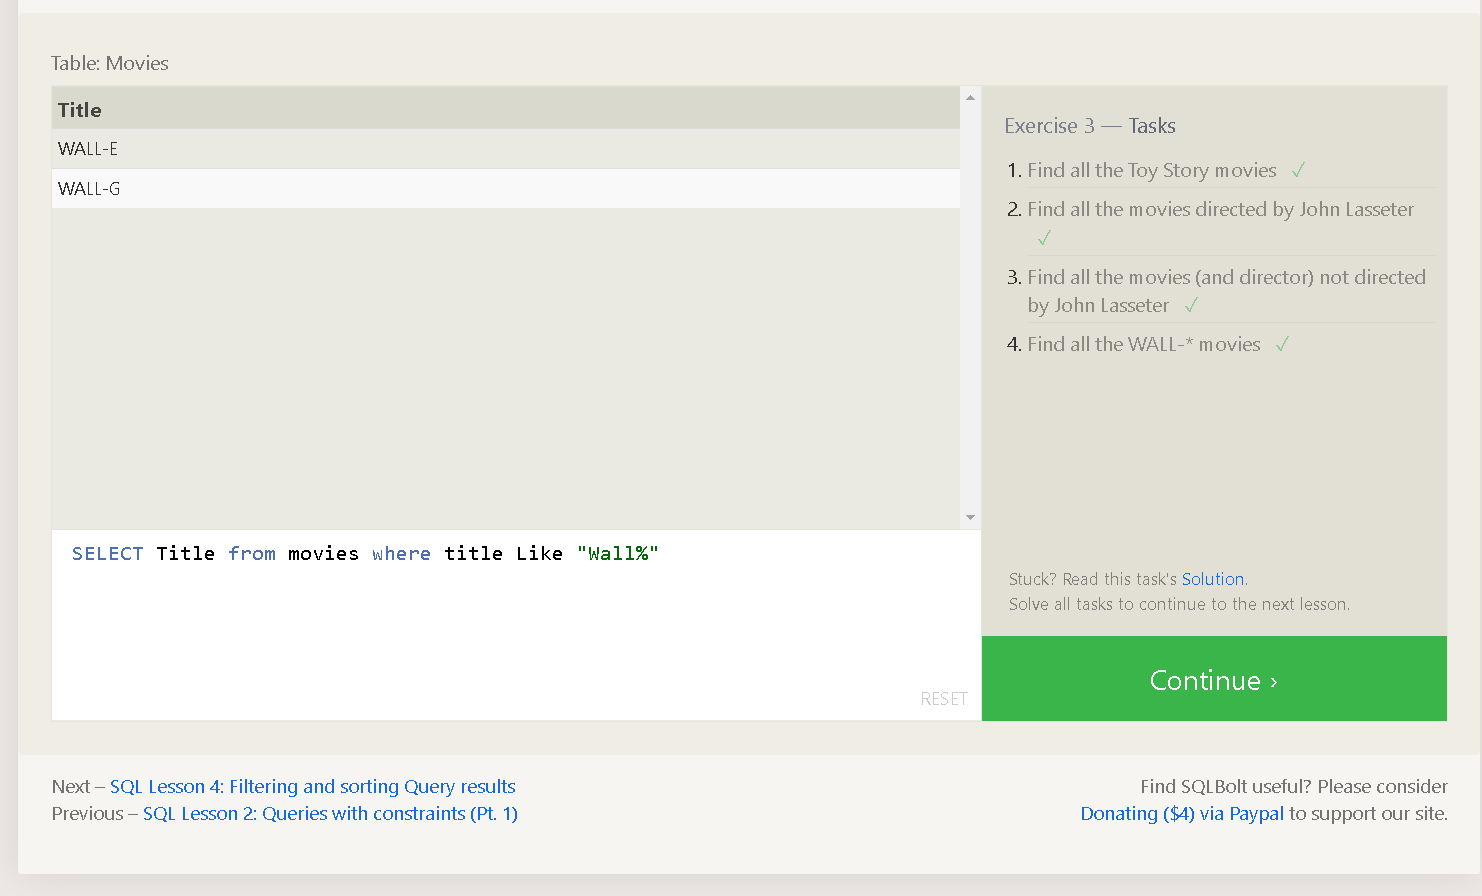 Table: Movies
Title
WALL-E
WALL-G
SELECT Title from movies where title Like "Wall%"
RESET
Exercise 3 — Tasks
1. Find all the Toy Story movies ✓
2. Find all the movies directed by John Lasseter
✓
3. Find all the movies (and director) not directed
by John Lasseter ✓
4. Find all the WALL-* movies ✓
Stuck? Read this task's Solution.
Solve all tasks to continue to the next lesson.
Continue ›
Next – SQL Lesson 4: Filtering and sorting Query results
Previous – SQL Lesson 2: Queries with constraints (Pt. 1)
Find SQLBolt useful? Please consider
Donating ($4) via Paypal to support our site.